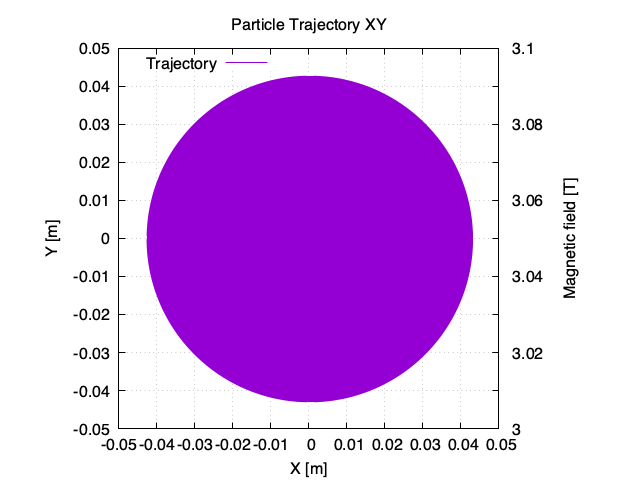 Particle Trajectory XY
Trajectory
0.05
0.04
0.03
0.02
0.01
0
-0.01
-0.02
-0.03
-0.04
-0.05
Y [m]
3.1
3.08
3.06
3.04
3.02
3
Magnetic field [T]
-0.05 -0.04 -0.03 -0.02 -0.01 0 0.01 0.02 0.03 0.04 0.05
X [m]